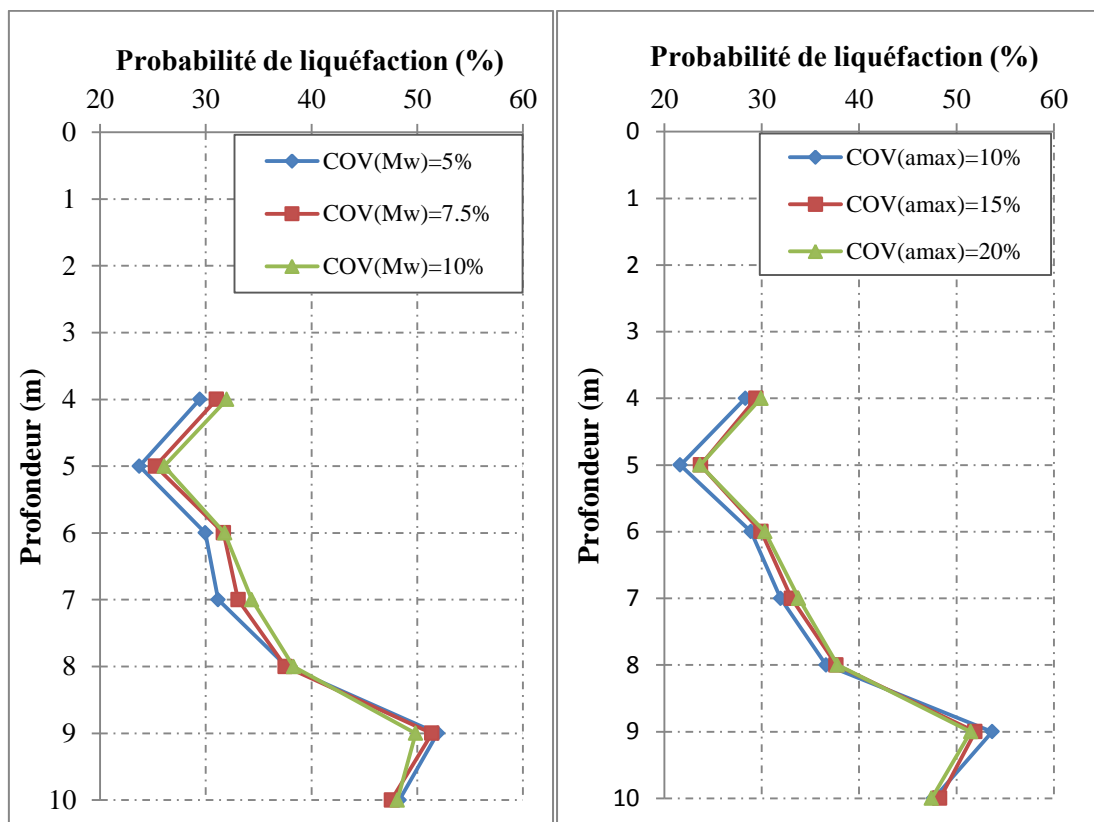 Probabilité de liquéfaction (%)
20 30 40 50 60
0
1
2
3
4
5
6
7
8
9
10
Profondeur (m)
COV(Mw)=5%
COV(Mw)=7.5%
COV(Mw)=10%
Probabilité de liquéfaction (%)
20 30 40 50 60
0
1
2
3
4
5
6
7
8
9
10
Profondeur (m)
COV(amax)=10%
COV(amax)=15%
COV(amax)=20%